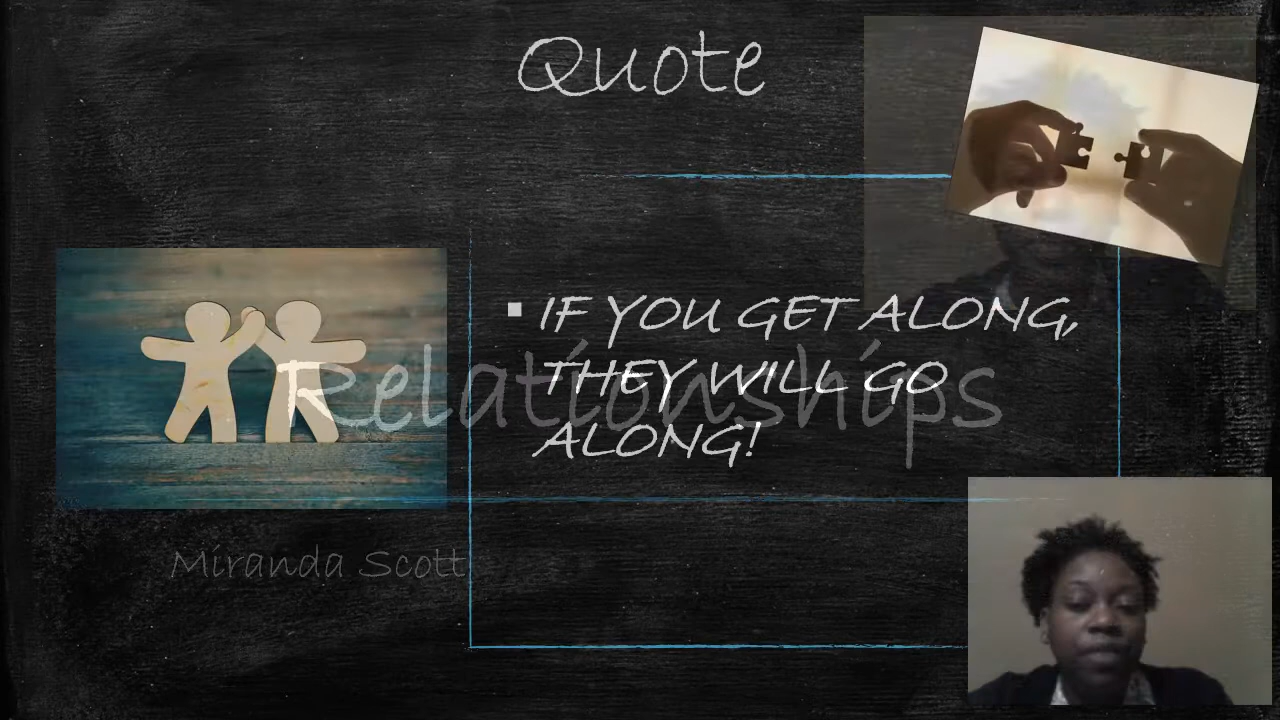 Quote
▪ IF YOU GET ALONG,
THEY WILL GO
ALONG!
Relationships
Miranda Scott